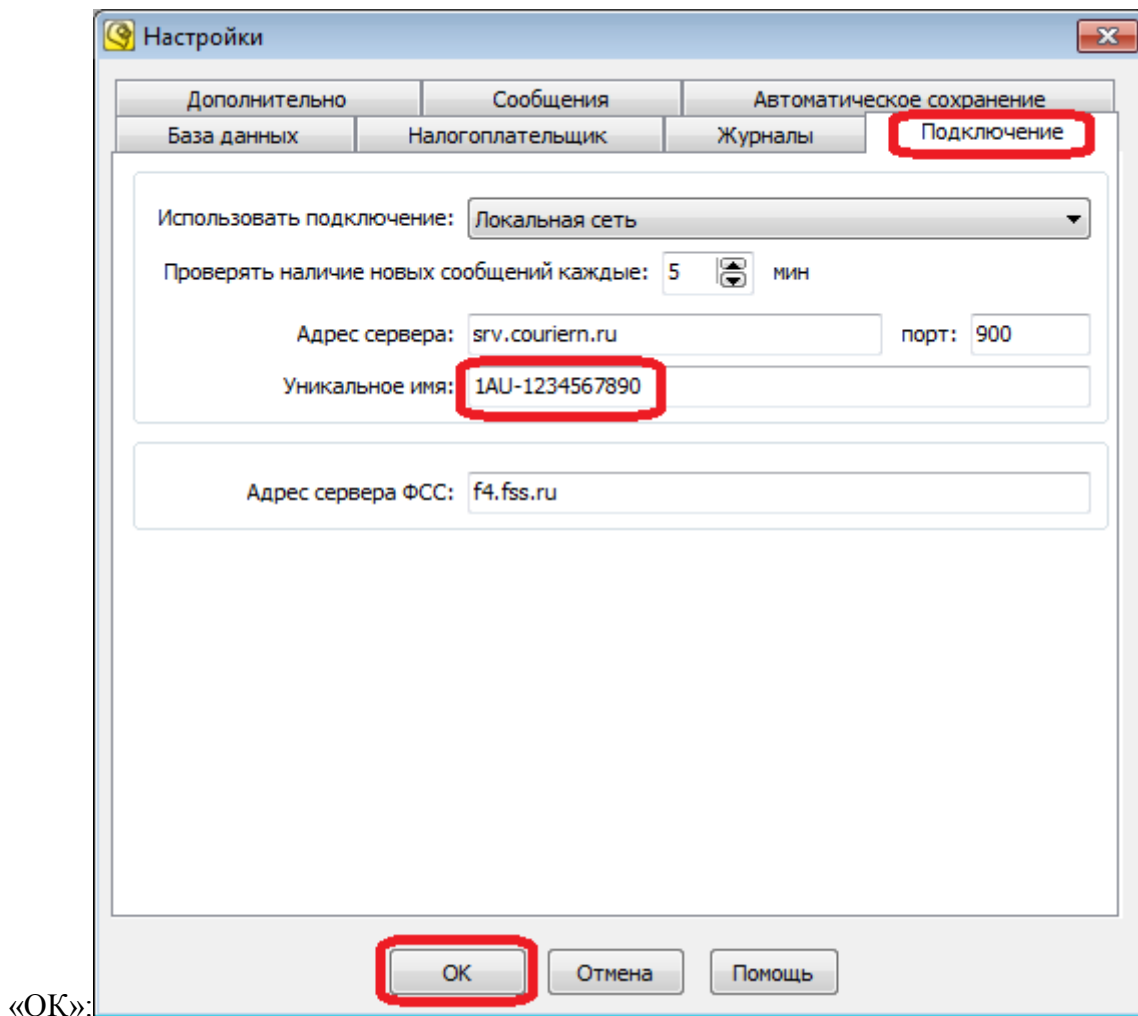 Настройки
Дополнительно Сообщения Автоматическое сохранение
База данных Налогоплательщик Журналы Подключение
Использовать подключение: Локальная сеть
Проверять наличие новых сообщений каждые: 5 мин
Адрес сервера: srv.couriern.ru порт: 900
Уникальное имя: 1AU-1234567890
Адрес сервера ФСС: f4.fss.ru
OK Отмена Помощь
«ОК»;